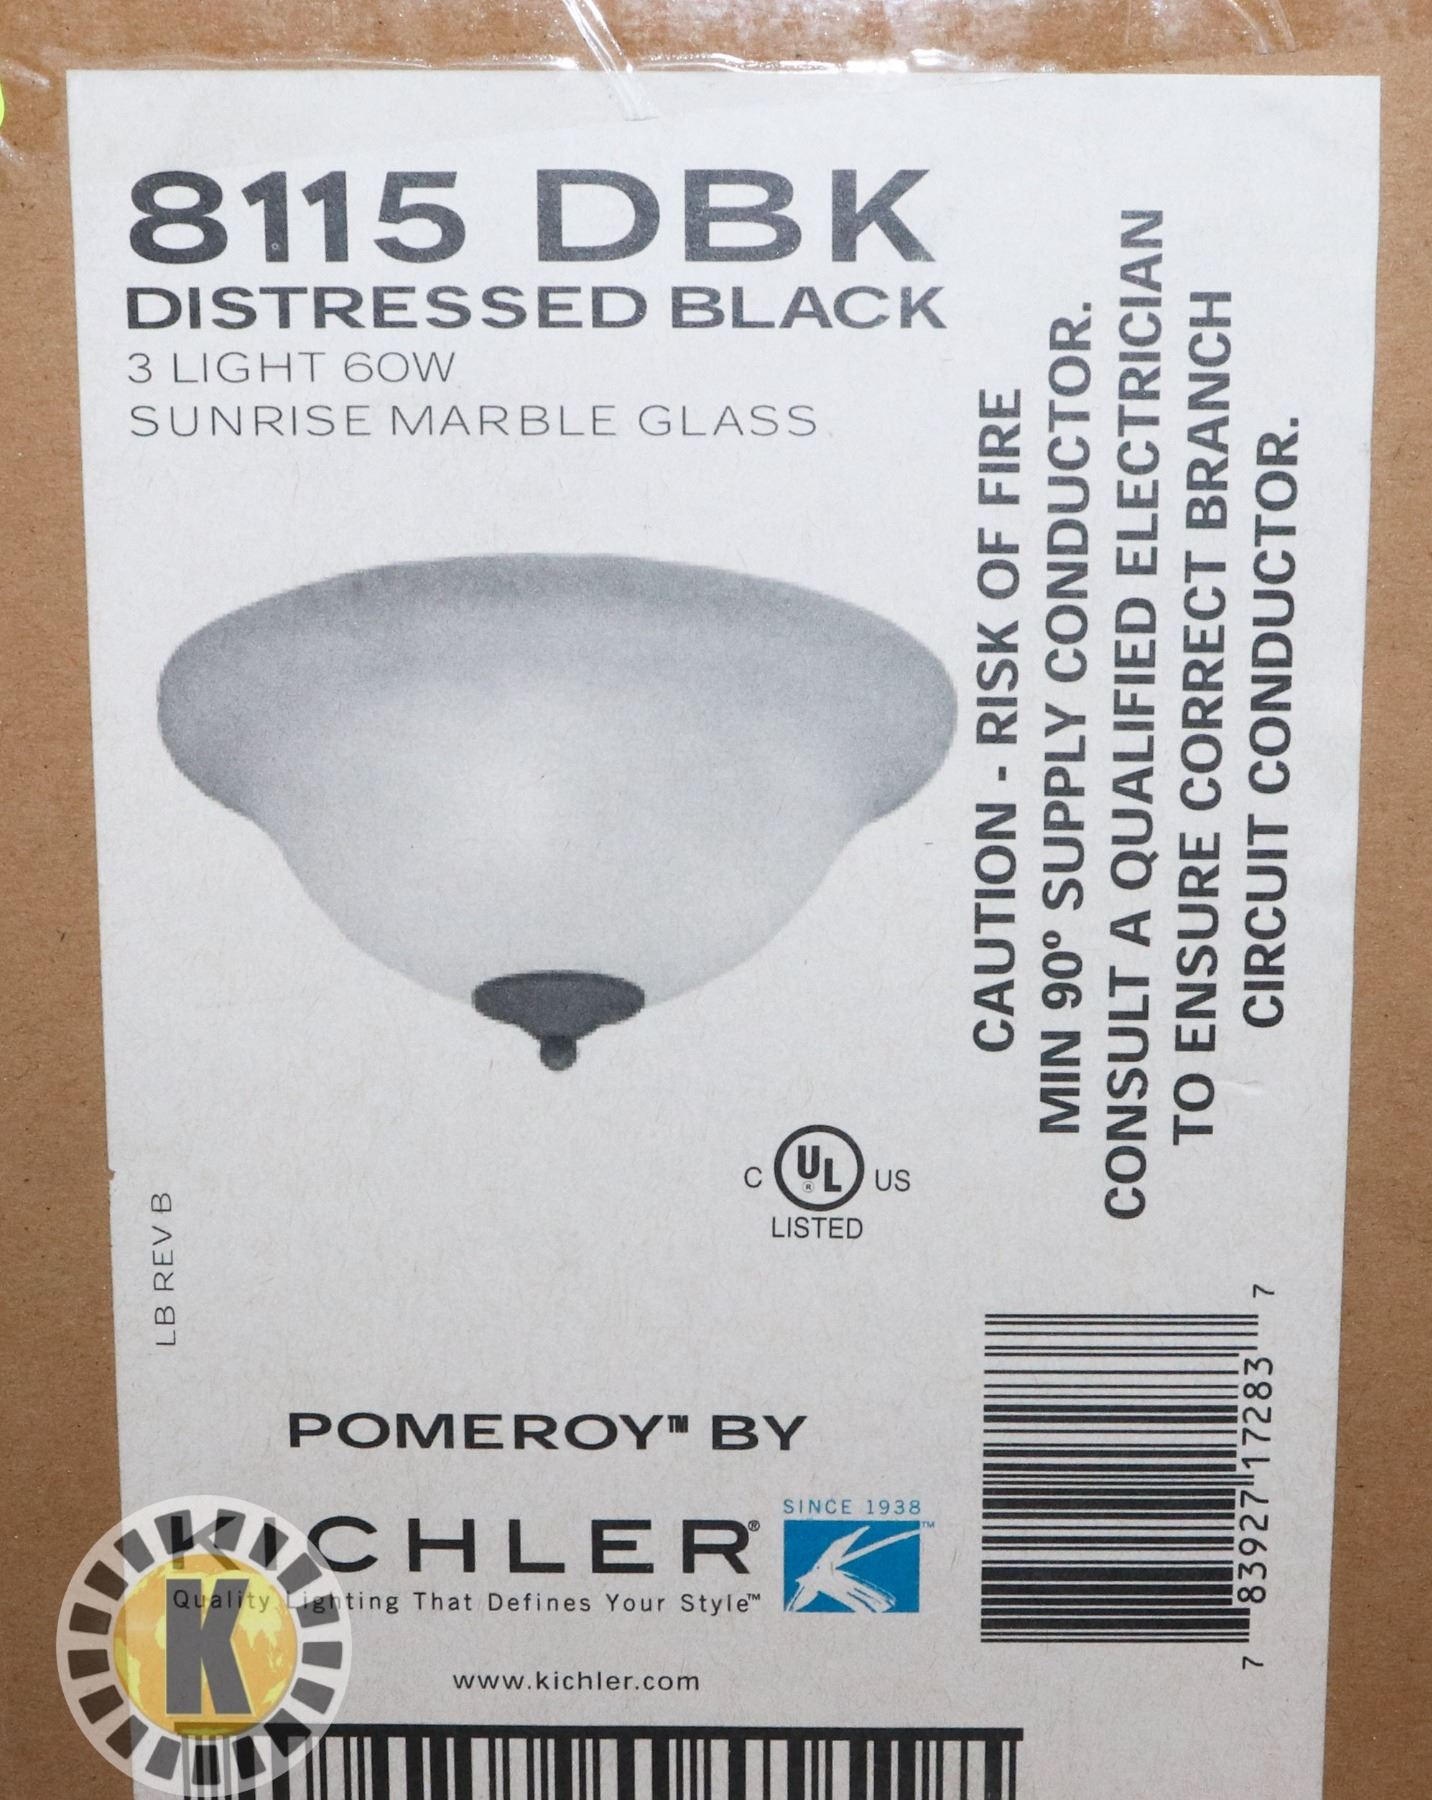 8115 DBK
DISTRESSED BLACK
3 LIGHT 60W
SUNRISE MARBLE GLASS
CAUTION - RISK OF FIRE
MIN 90° SUPPLY CONDUCTOR.
CONSULT A QUALIFIED ELECTRICIAN
TO ENSURE CORRECT BRANCH
CIRCUIT CONDUCTOR.
C UL® US
LISTED
LB REV B
7 83927 17283 7
POMEROY™ BY
KICHLER®
SINCE 1938
™
Quality Lighting That Defines Your Style™
www.kichler.com
K